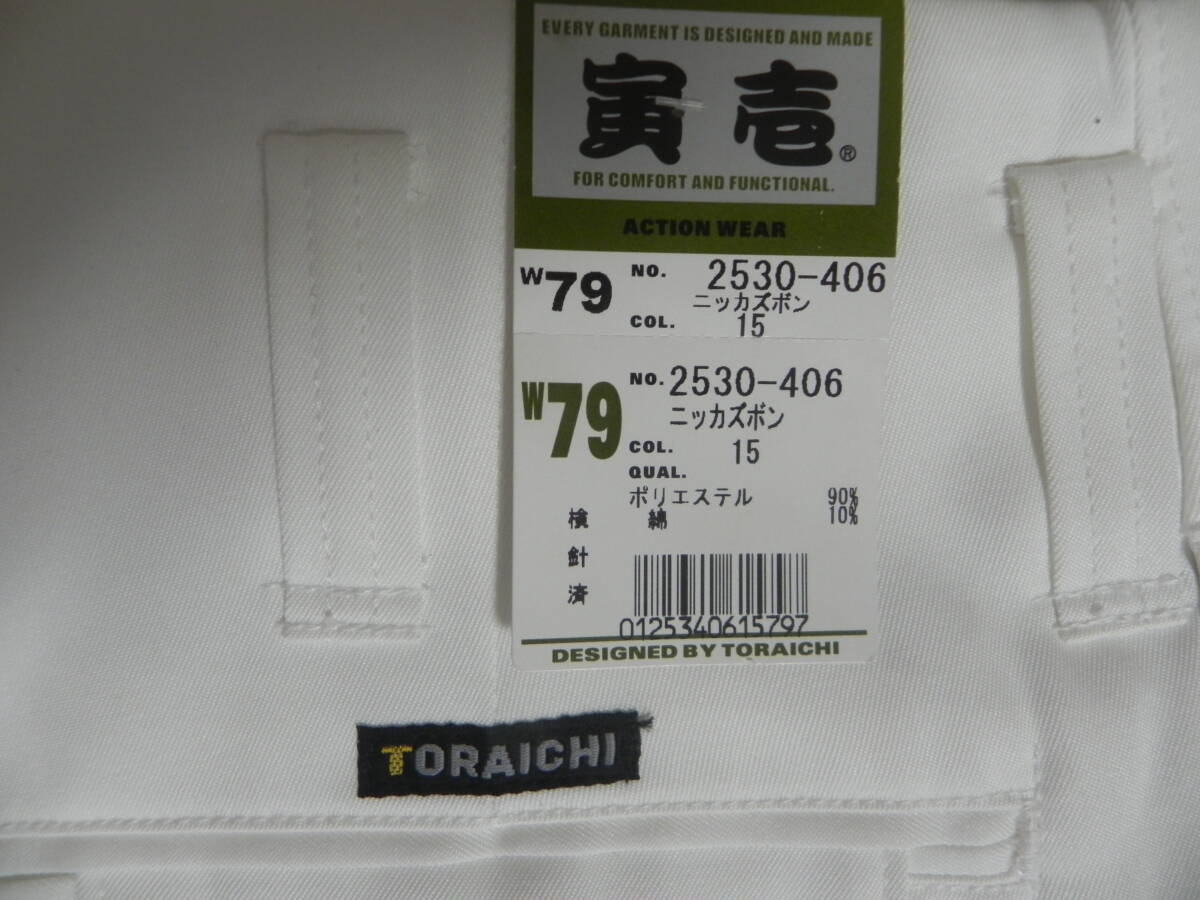 EVERY GARMENT IS DESIGNED AND MADE
寅壱®
FOR COMFORT AND FUNCTIONAL.
ACTION WEAR
W79 NO. 2530-406
ニッカズボン
COL. 15
W79 NO. 2530-406
ニッカズボン
COL. 15
QUAL.
ポリエステル 90%
綿 10%
検針済
0125340615797
DESIGNED BY TORAICHI
TORAICHI